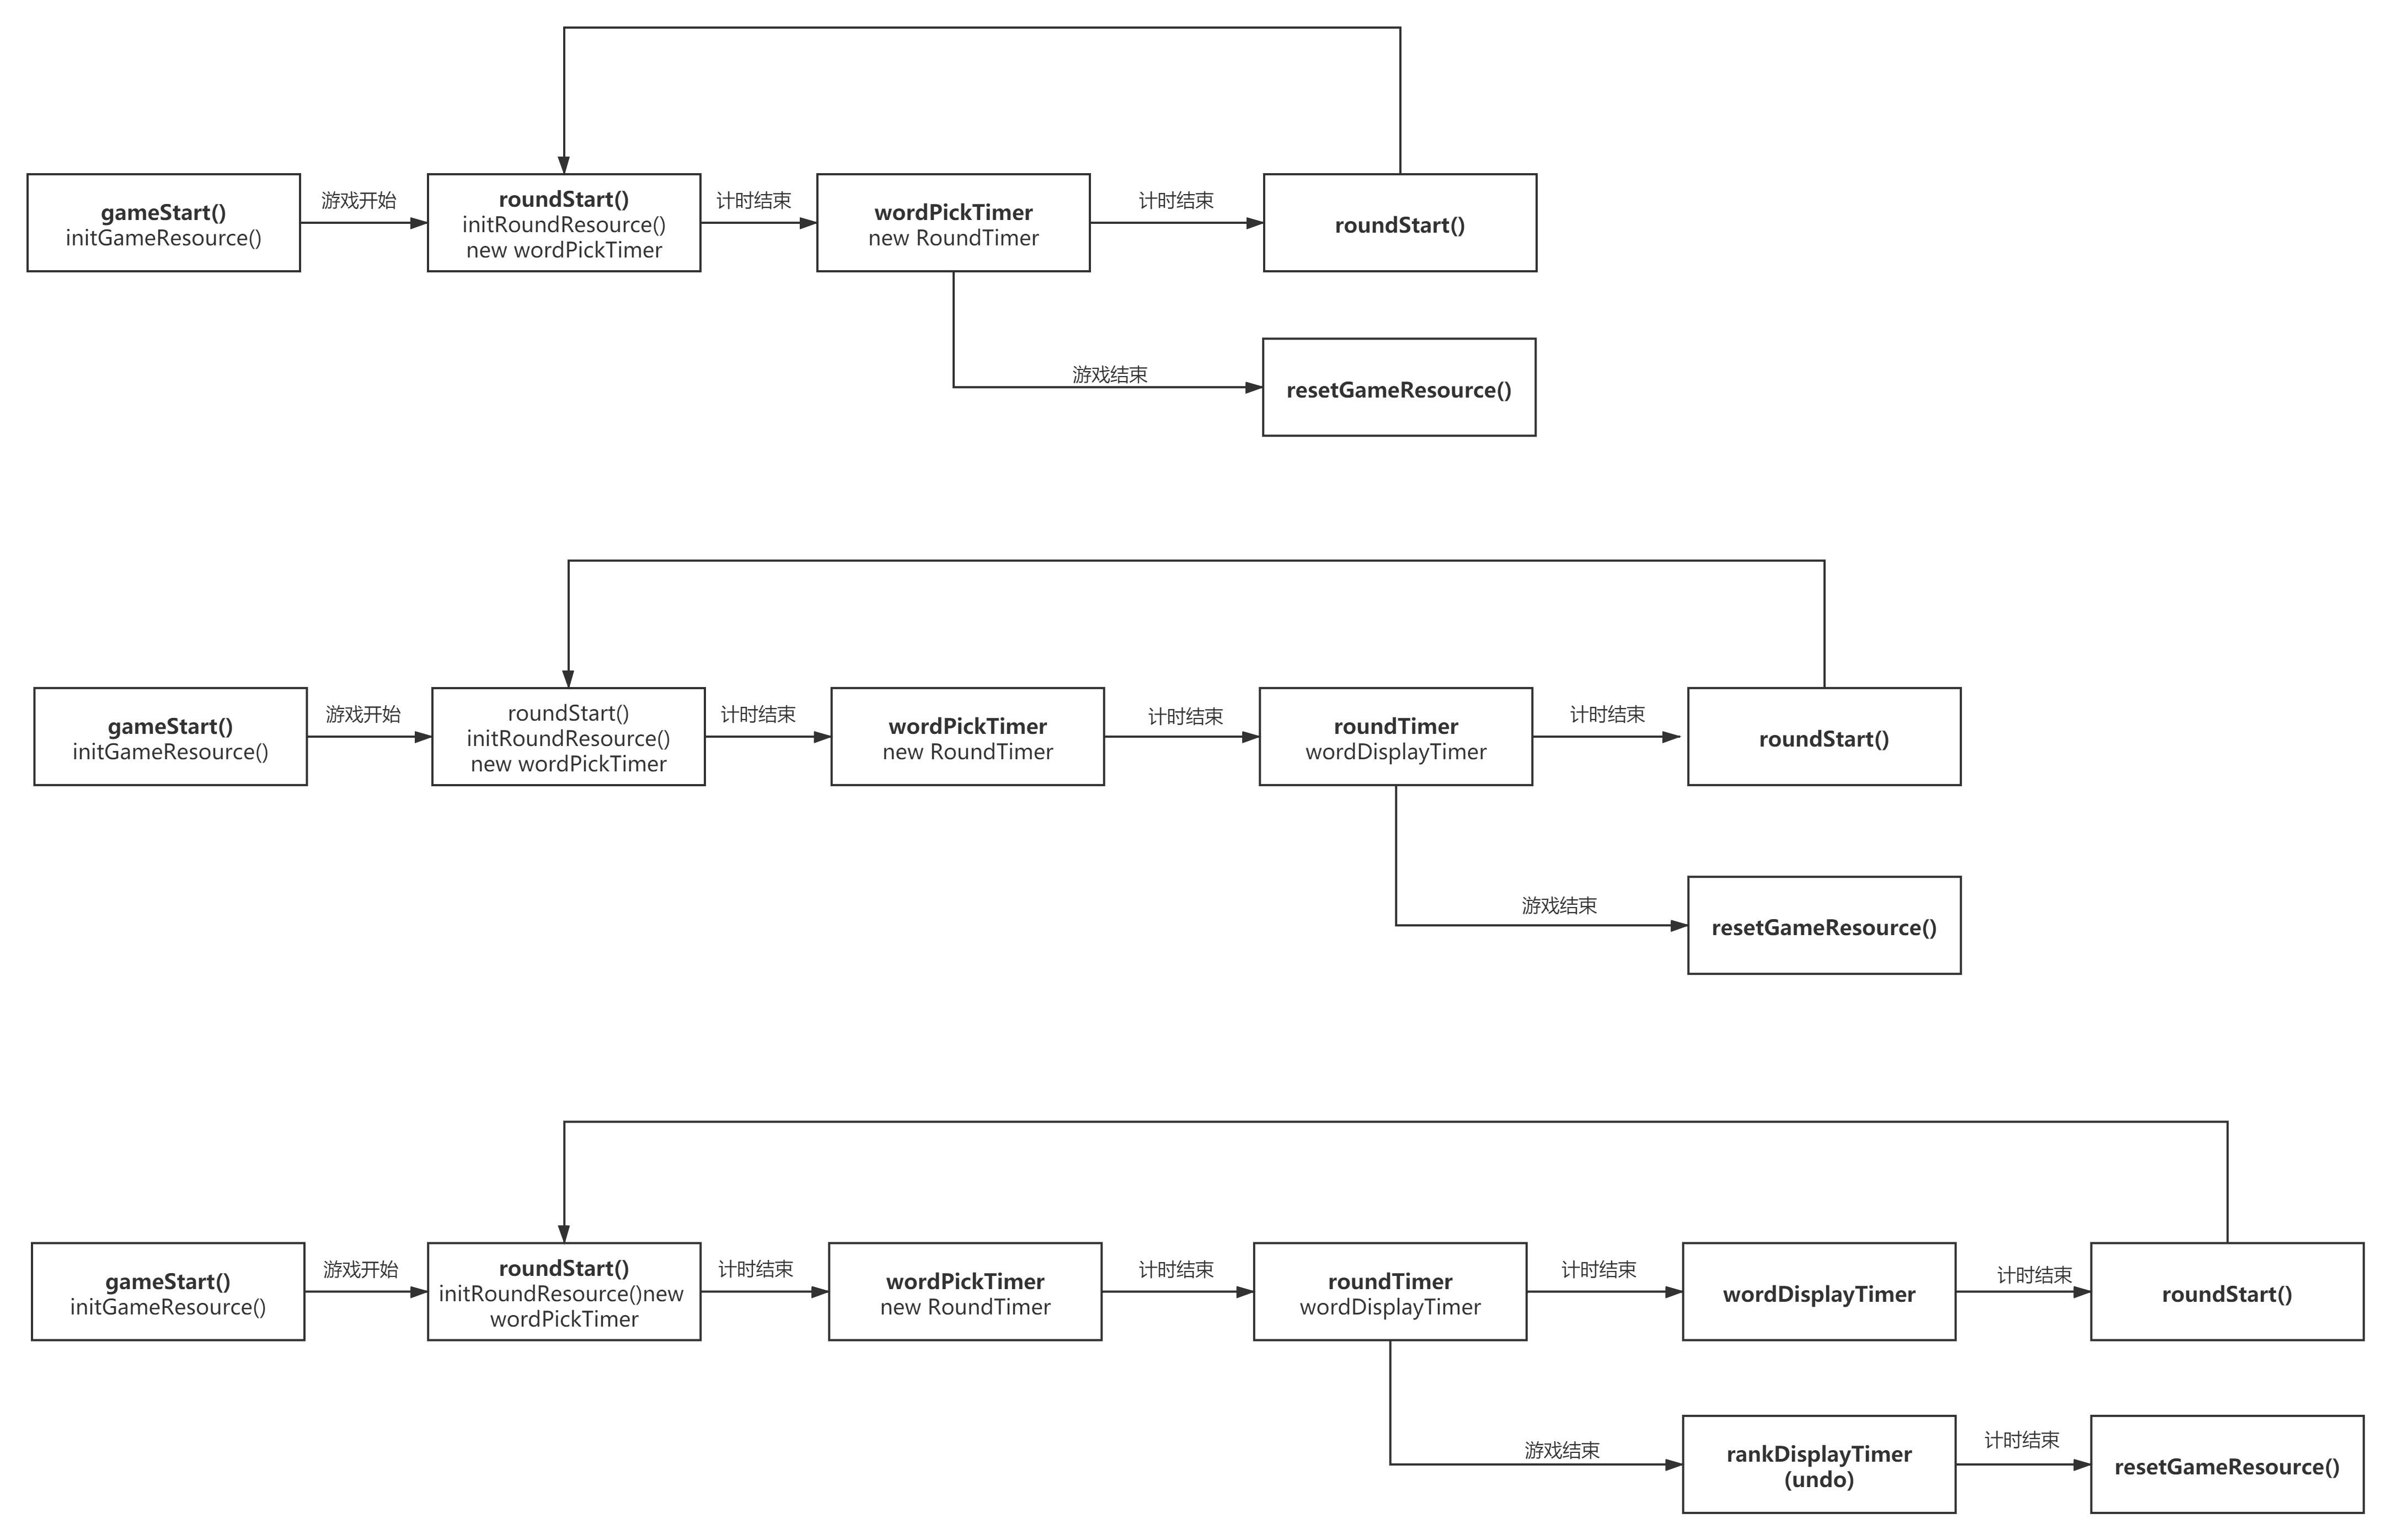 gameStart()
initGameResource()
游戏开始
roundStart()
initRoundResource()
new wordPickTimer
计时结束
wordPickTimer
new RoundTimer
计时结束
roundStart()
游戏结束
resetGameResource()
gameStart()
initGameResource()
游戏开始
roundStart()
initRoundResource()
new wordPickTimer
计时结束
wordPickTimer
new RoundTimer
计时结束
roundTimer
wordDisplayTimer
计时结束
roundStart()
游戏结束
resetGameResource()
gameStart()
initGameResource()
游戏开始
roundStart()
initRoundResource()new
wordPickTimer
计时结束
wordPickTimer
new RoundTimer
计时结束
roundTimer
wordDisplayTimer
计时结束
wordDisplayTimer
计时结束
roundStart()
游戏结束
rankDisplayTimer
(undo)
计时结束
resetGameResource()